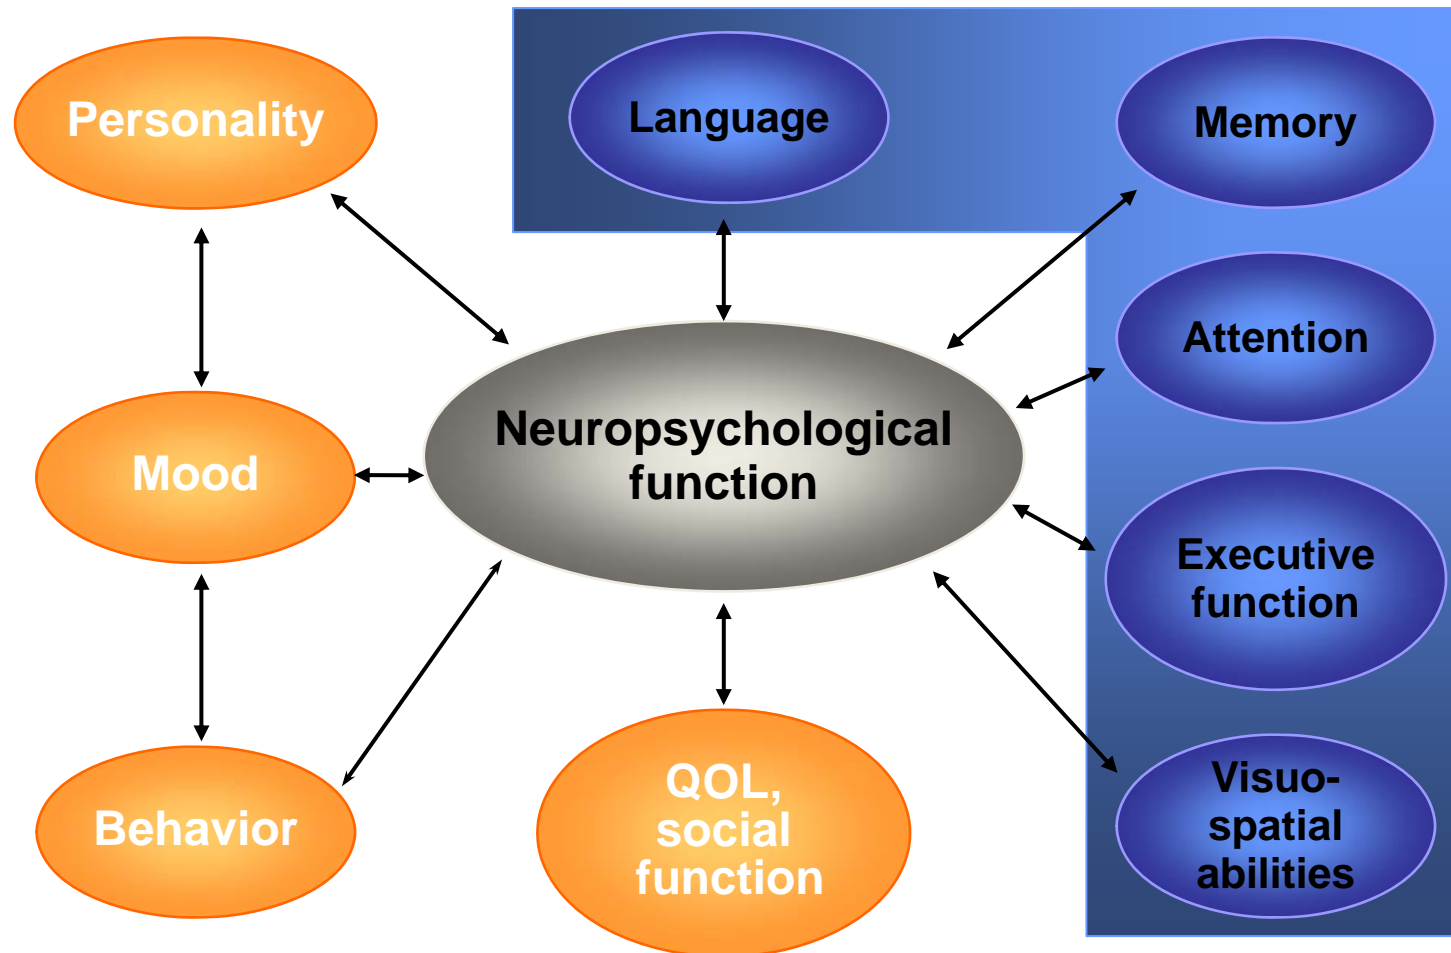 Personality
Language
Memory
Attention
Neuropsychological
function
Mood
Executive
function
Behavior
QOL,
social
function
Visuo-
spatial
abilities